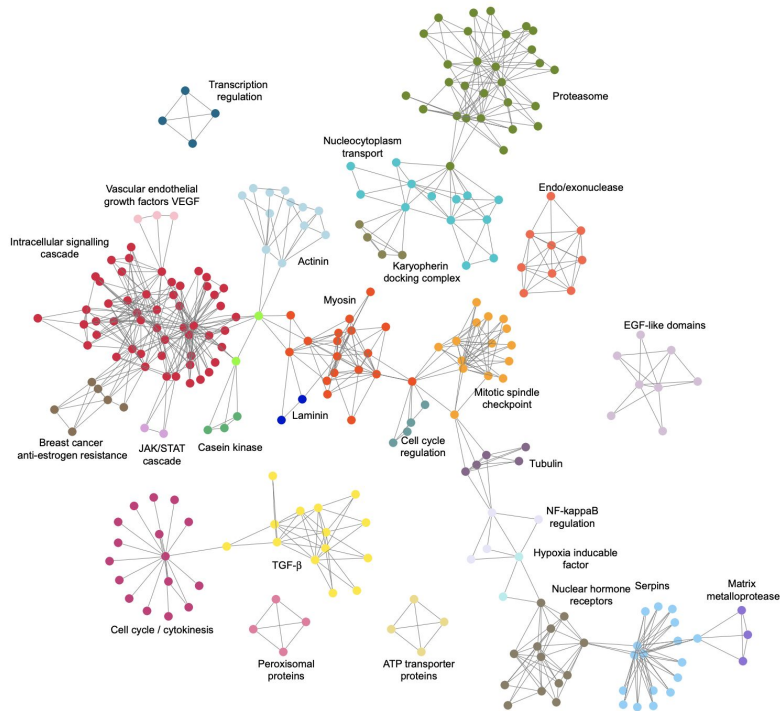 Transcription
regulation
Proteasome
Nucleocytoplasm
transport
Vascular endothelial
growth factors VEGF
Endo/exonuclease
Intracellular signalling
cascade
Actinin
Karyopherin
docking complex
Myosin
EGF-like domains
Mitotic spindle
checkpoint
Laminin
Breast cancer
anti-estrogen resistance
JAK/STAT
cascade
Casein kinase
Cell cycle
regulation
Tubulin
NF-kappaB
regulation
Hypoxia inducable
factor
TGF-β
Nuclear hormone
receptors
Serpins
Matrix
metalloprotease
Cell cycle / cytokinesis
Peroxisomal
proteins
ATP transporter
proteins